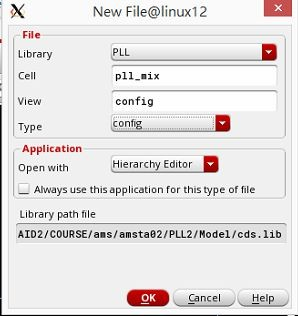 New File@linux12
File
Library PLL
Cell pll_mix
View config
Type config
Application
Open with Hierarchy Editor
Always use this application for this type of file
Library path file
AID2/COURSE/ams/amsta02/PLL2/Model/cds.lib
OK Cancel Help